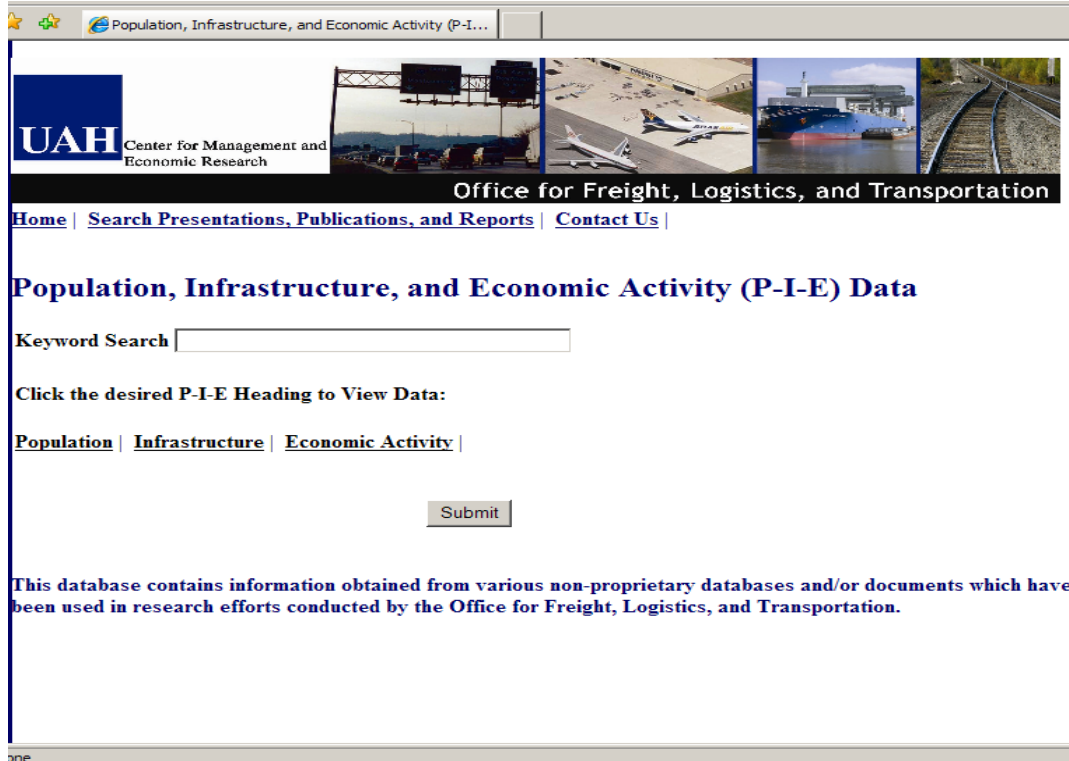 Population, Infrastructure, and Economic Activity (P-I...
UAH
Center for Management and
Economic Research
Office for Freight, Logistics, and Transportation
Home | Search Presentations, Publications, and Reports | Contact Us |
Population, Infrastructure, and Economic Activity (P-I-E) Data
Keyword Search
Click the desired P-I-E Heading to View Data:
Population | Infrastructure | Economic Activity |
Submit
This database contains information obtained from various non-proprietary databases and/or documents which have
been used in research efforts conducted by the Office for Freight, Logistics, and Transportation.